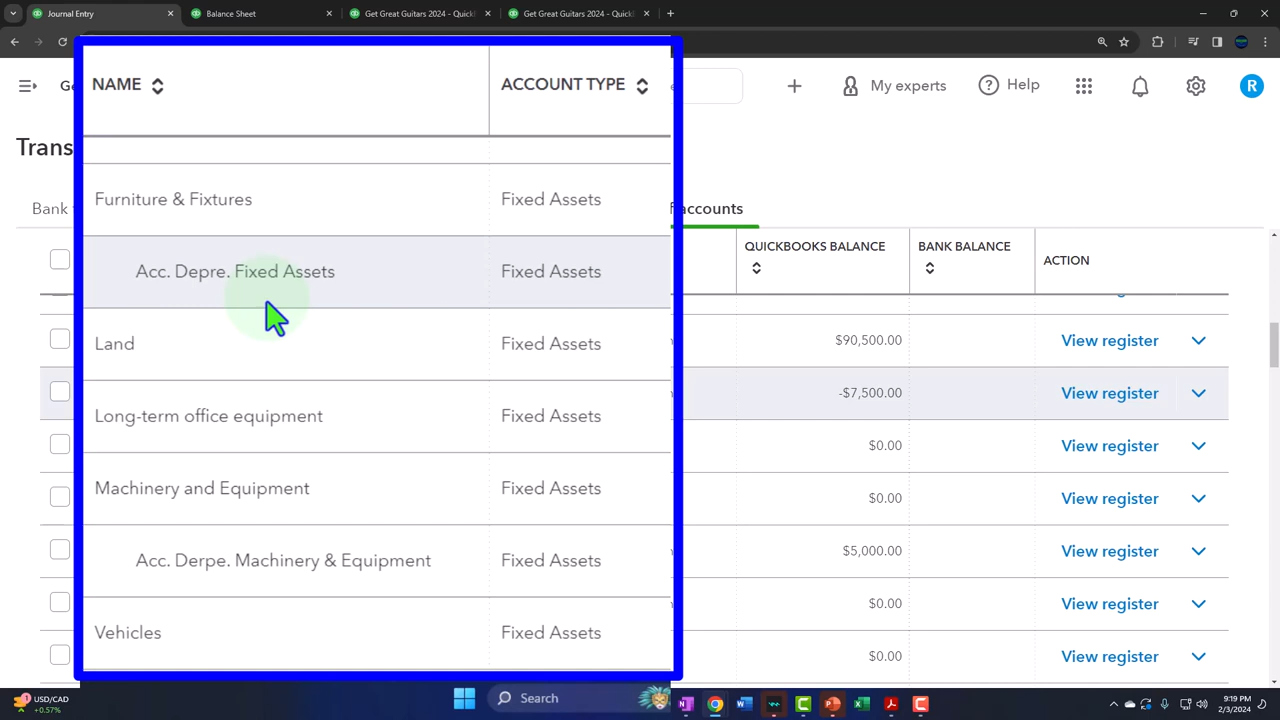 Journal Entry
Balance Sheet
Get Great Guitars 2024 - QuickB
Get Great Guitars 2024 - QuickB
Ge
My experts
Help
R
Trans
Bank
accounts
NAME
ACCOUNT TYPE
QUICKBOOKS BALANCE
BANK BALANCE
ACTION
Furniture & Fixtures
Fixed Assets
$90,500.00
View register
Acc. Depre. Fixed Assets
Fixed Assets
-$7,500.00
View register
Land
Fixed Assets
$0.00
View register
Long-term office equipment
Fixed Assets
$0.00
View register
Machinery and Equipment
Fixed Assets
$5,000.00
View register
Acc. Derpe. Machinery & Equipment
Fixed Assets
$0.00
View register
Vehicles
Fixed Assets
$0.00
View register
USD/CAD
+0.57%
Search
9:19 PM
2/3/2024